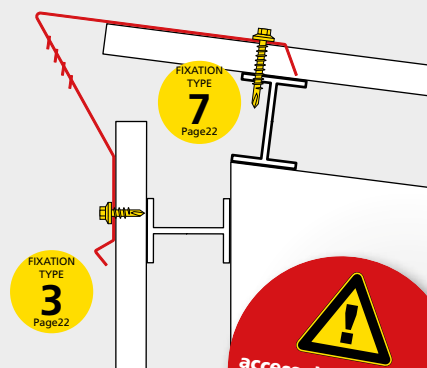 FIXATION
TYPE
7
Page22
FIXATION
TYPE
3
Page22